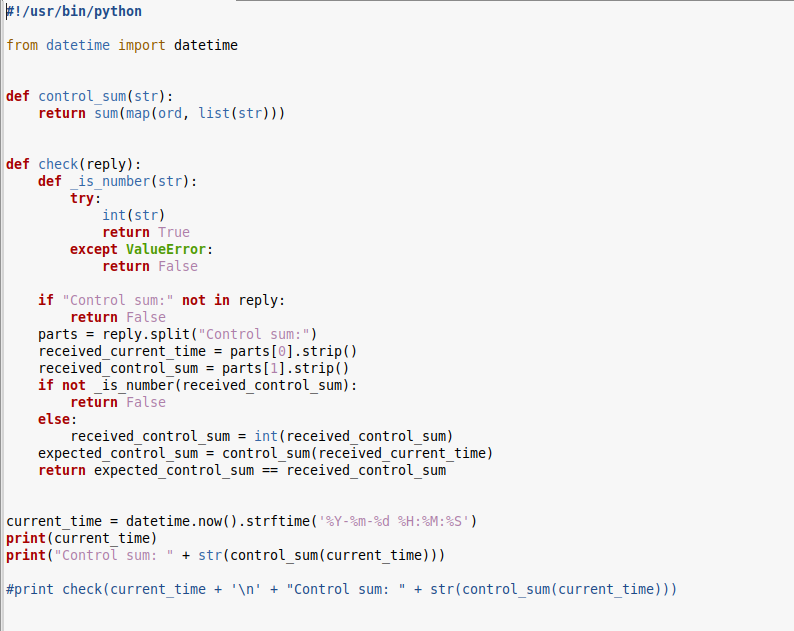 #!/usr/bin/python
from datetime import datetime
def control_sum(str):
return sum(map(ord, list(str)))
def check(reply):
def _is_number(str):
try:
int(str)
return True
except ValueError:
return False
if "Control sum:" not in reply:
return False
parts = reply.split("Control sum:")
received_current_time = parts[0].strip()
received_control_sum = parts[1].strip()
if not _is_number(received_control_sum):
return False
else:
received_control_sum = int(received_control_sum)
expected_control_sum = control_sum(received_current_time)
return expected_control_sum == received_control_sum
current_time = datetime.now().strftime('%Y-%m-%d %H:%M:%S')
print(current_time)
print("Control sum: " + str(control_sum(current_time)))
#print check(current_time + '\n' + "Control sum: " + str(control_sum(current_time)))